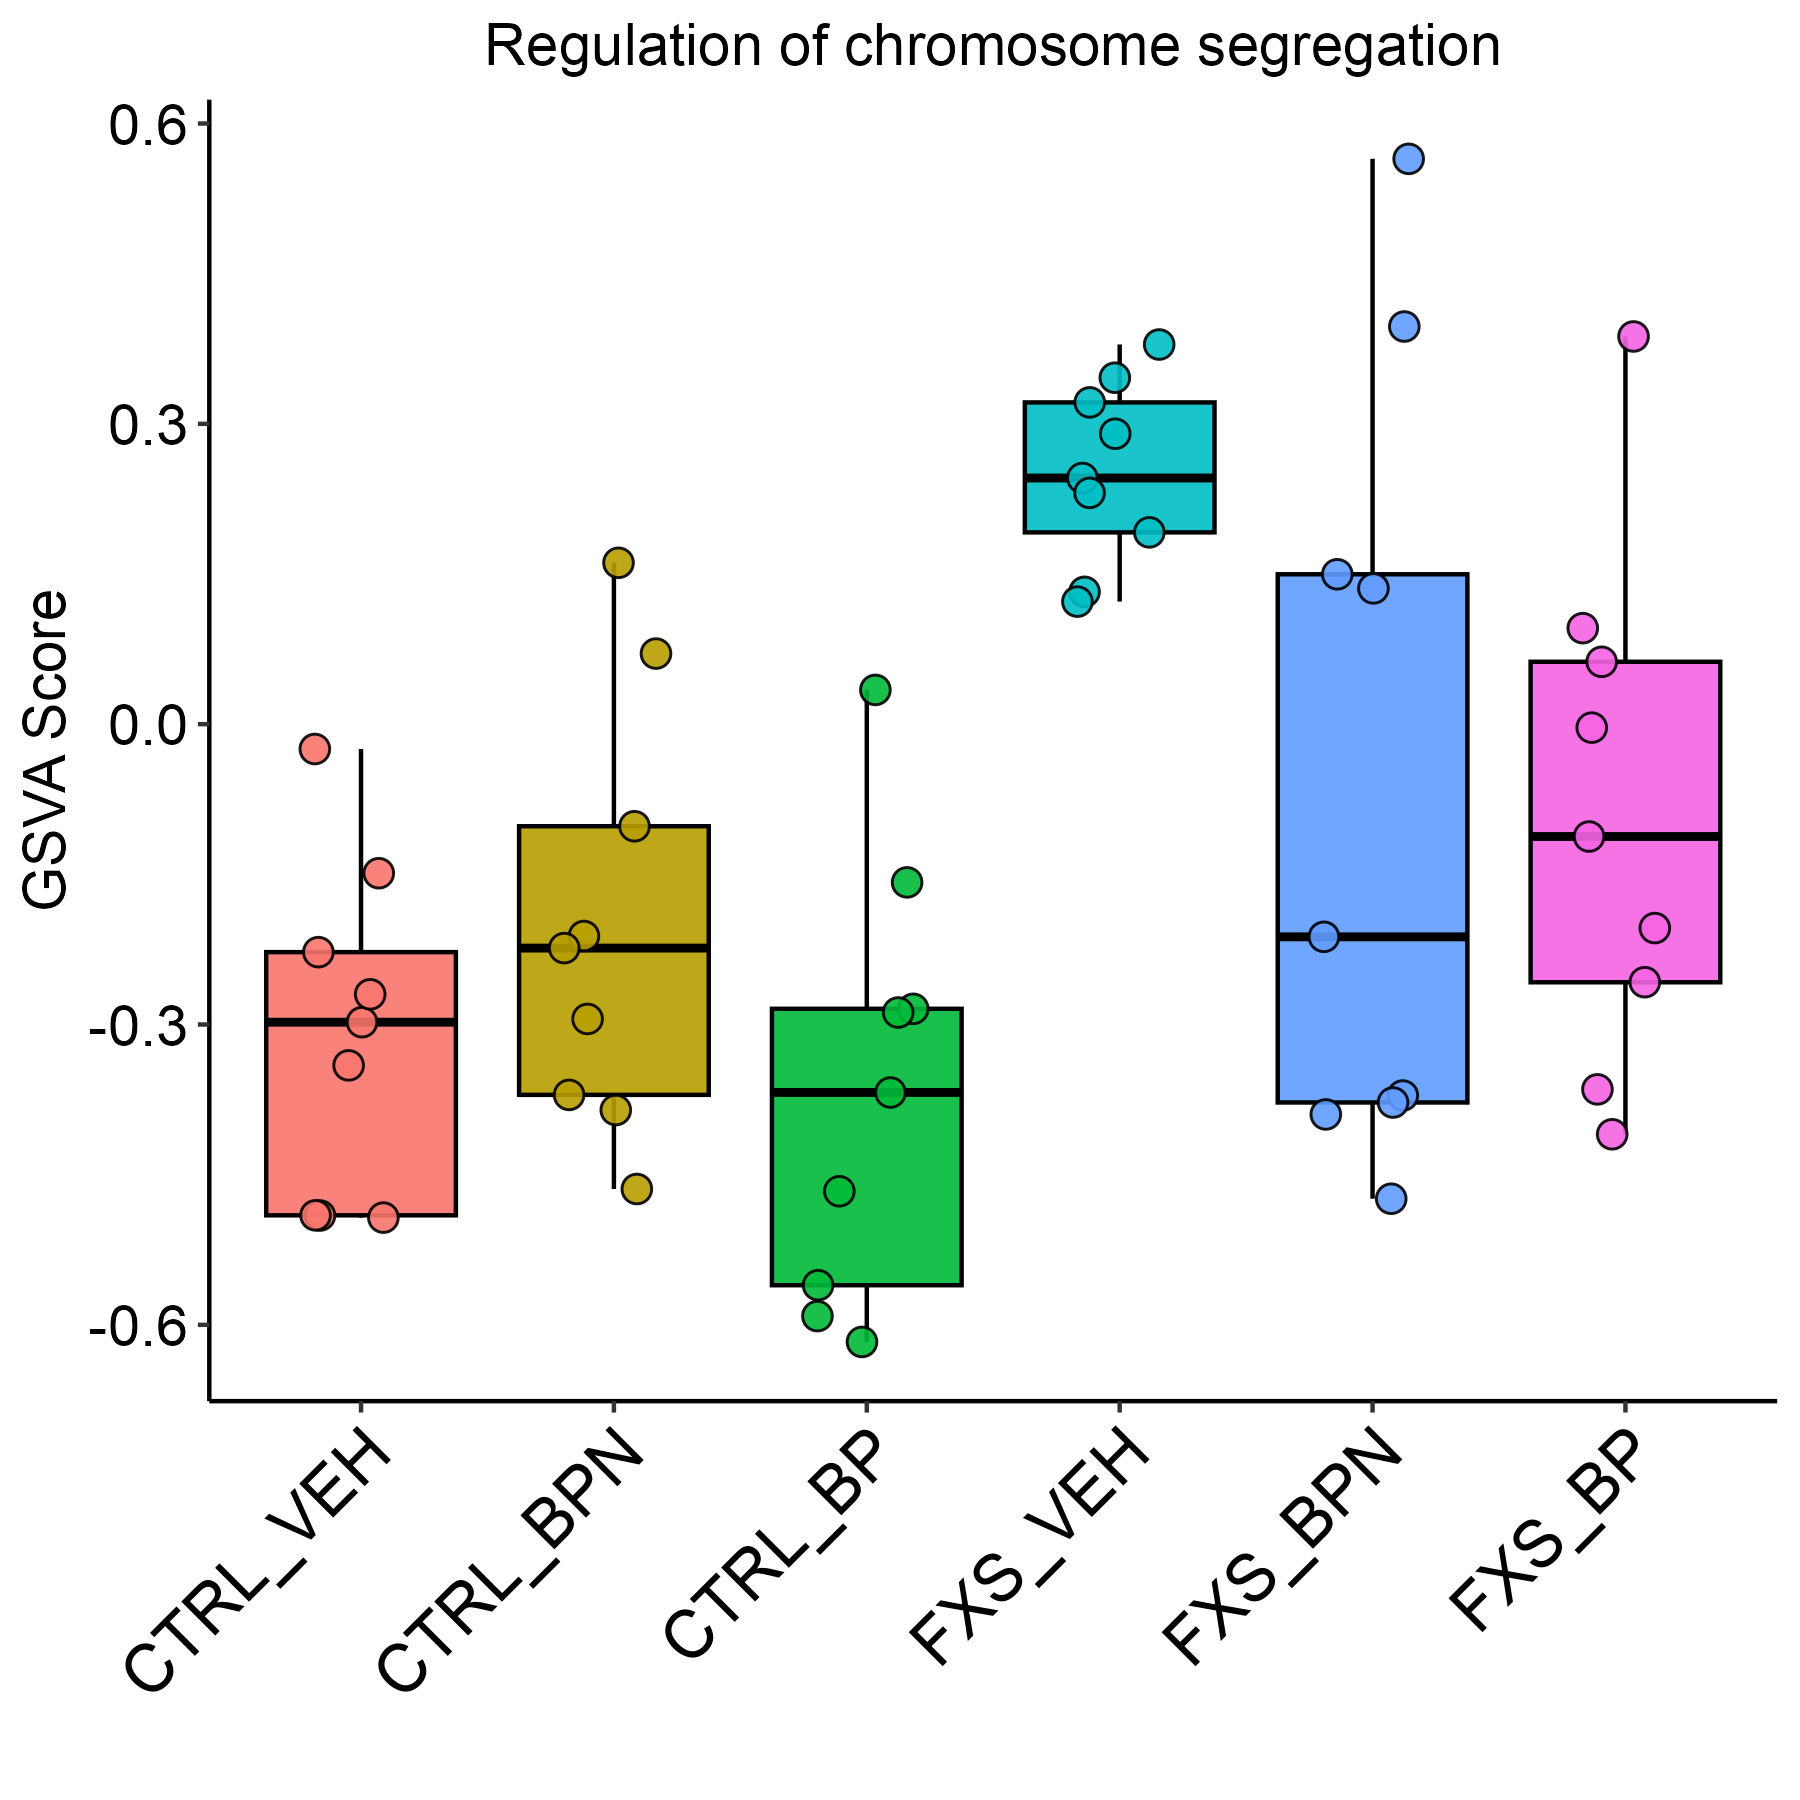 Regulation of chromosome segregation
GSVA Score
0.6
0.3
0.0
-0.3
-0.6
CTRL_VEH
CTRL_BPN
CTRL_BP
FXS_VEH
FXS_BPN
FXS_BP